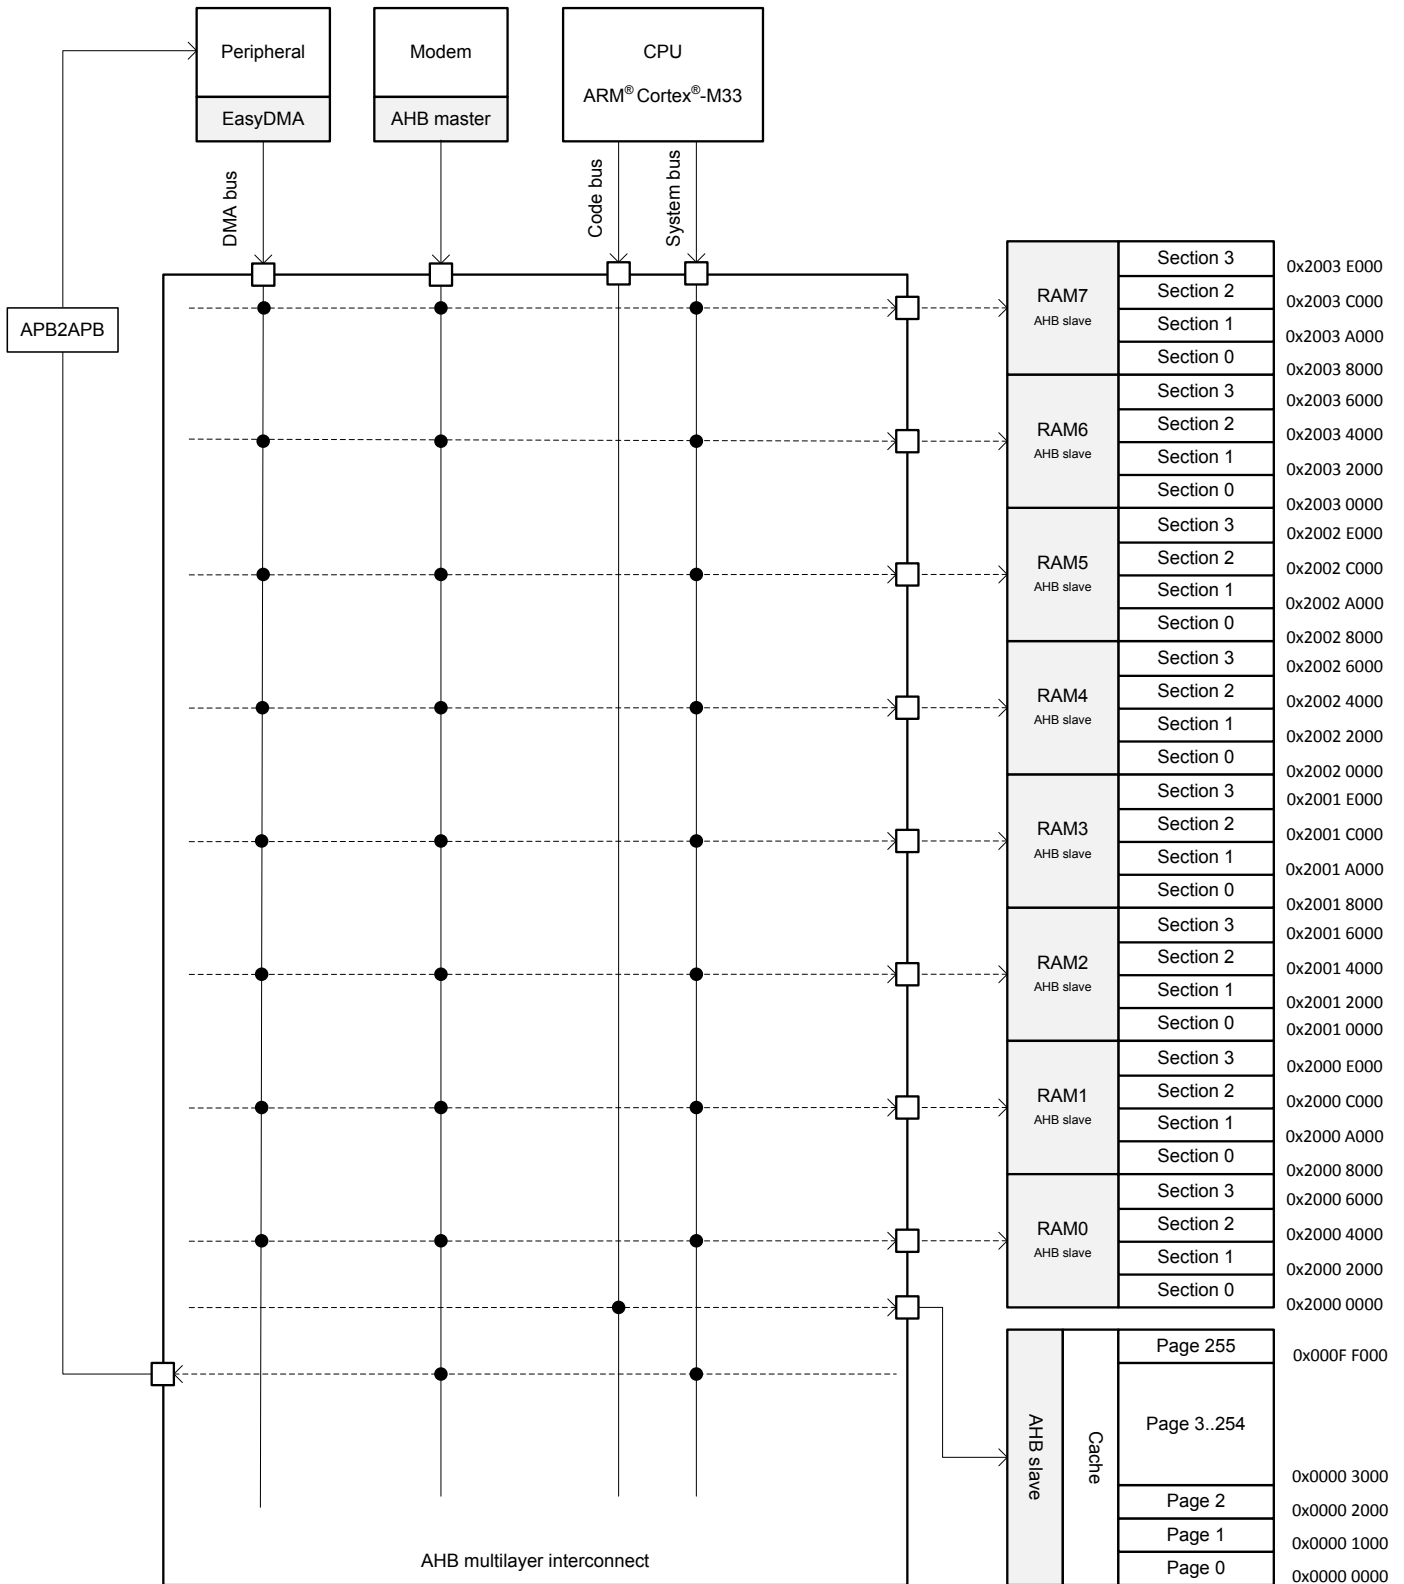 Peripheral
EasyDMA
Modem
AHB master
CPU
ARM® Cortex®-M33
DMA bus
Code bus
System bus
APB2APB
RAM7
AHB slave
Section 3
Section 2
Section 1
Section 0
0x2003 E000
0x2003 C000
0x2003 A000
0x2003 8000
RAM6
AHB slave
Section 3
Section 2
Section 1
Section 0
0x2003 6000
0x2003 4000
0x2003 2000
0x2003 0000
RAM5
AHB slave
Section 3
Section 2
Section 1
Section 0
0x2002 E000
0x2002 C000
0x2002 A000
0x2002 8000
RAM4
AHB slave
Section 3
Section 2
Section 1
Section 0
0x2002 6000
0x2002 4000
0x2002 2000
0x2002 0000
RAM3
AHB slave
Section 3
Section 2
Section 1
Section 0
0x2001 E000
0x2001 C000
0x2001 A000
0x2001 8000
RAM2
AHB slave
Section 3
Section 2
Section 1
Section 0
0x2001 6000
0x2001 4000
0x2001 2000
0x2001 0000
RAM1
AHB slave
Section 3
Section 2
Section 1
Section 0
0x2000 E000
0x2000 C000
0x2000 A000
0x2000 8000
RAM0
AHB slave
Section 3
Section 2
Section 1
Section 0
0x2000 6000
0x2000 4000
0x2000 2000
0x2000 0000
AHB slave
Cache
Page 255
Page 3..254
Page 2
Page 1
Page 0
0x000F F000
0x0000 3000
0x0000 2000
0x0000 1000
0x0000 0000
AHB multilayer interconnect